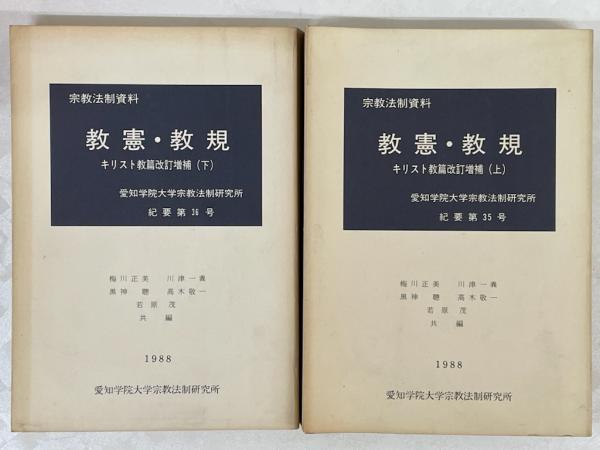 宗教法制資料
教憲・教規
キリスト教篇改訂増補（下）
愛知学院大学宗教法制研究所
紀要第36号
梅川正美 川津一義
黒神聰 高木敬一
若原茂
共編
1988
愛知学院大学宗教法制研究所
宗教法制資料
教憲・教規
キリスト教篇改訂増補（上）
愛知学院大学宗教法制研究所
紀要第35号
梅川正美 川津一義
黒神聰 高木敬一
若原茂
共編
1988
愛知学院大学宗教法制研究所